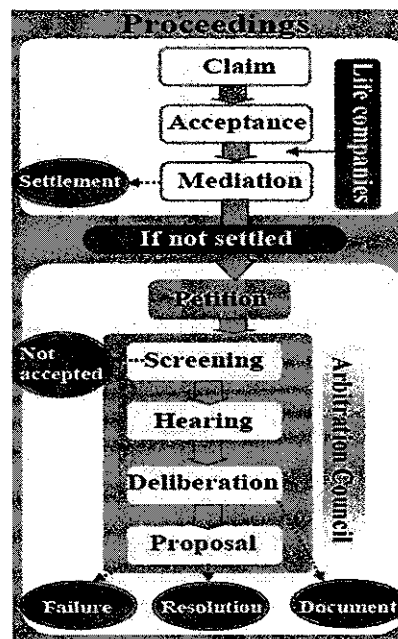 Proceedings
Claim
Acceptance
Life companies
Settlement
Mediation
If not settled
Petition
Not
accepted
Screening
Hearing
Arbitration Council
Deliberation
Proposal
Failure
Resolution
Document